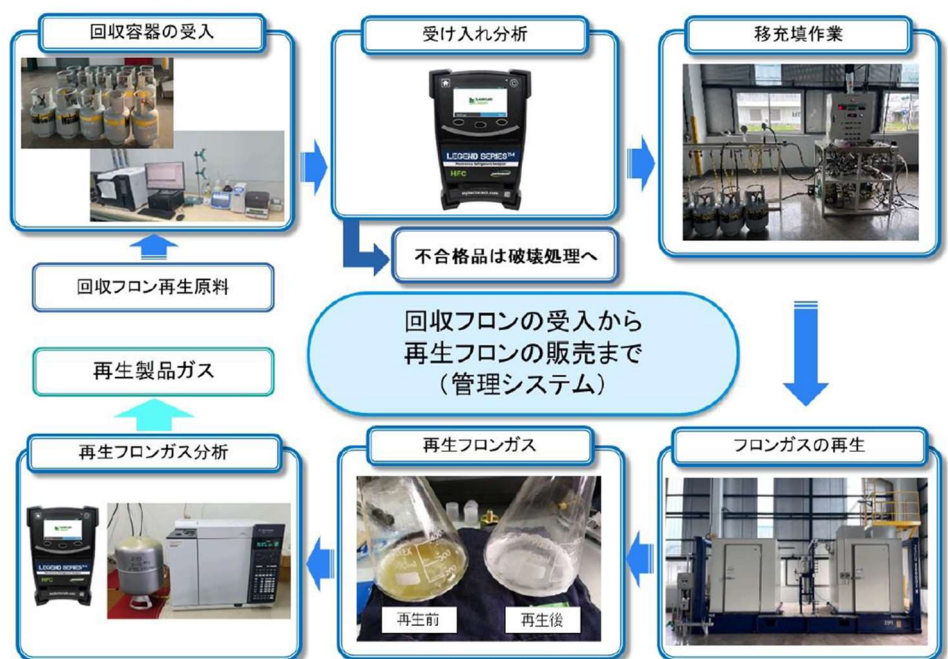 回収容器の受入
受け入れ分析
移充填作業
LEGEND SERIES™
HFC
不合格品は破壊処理へ
回収フロン再生原料
回収フロンの受入から
再生フロンの販売まで
（管理システム）
再生製品ガス
再生フロンガス分析
再生フロンガス
フロンガスの再生
LEGEND SERIES™
HFC
再生前
再生後